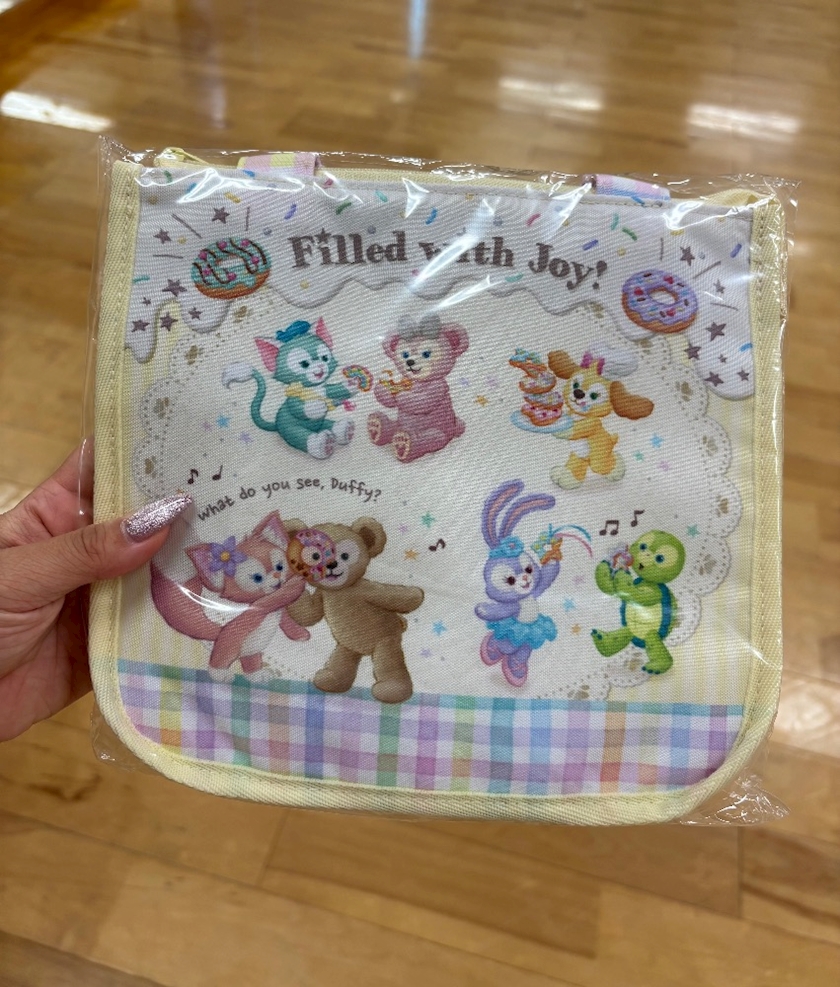 Filled with Joy!
What do you see, Duffy?